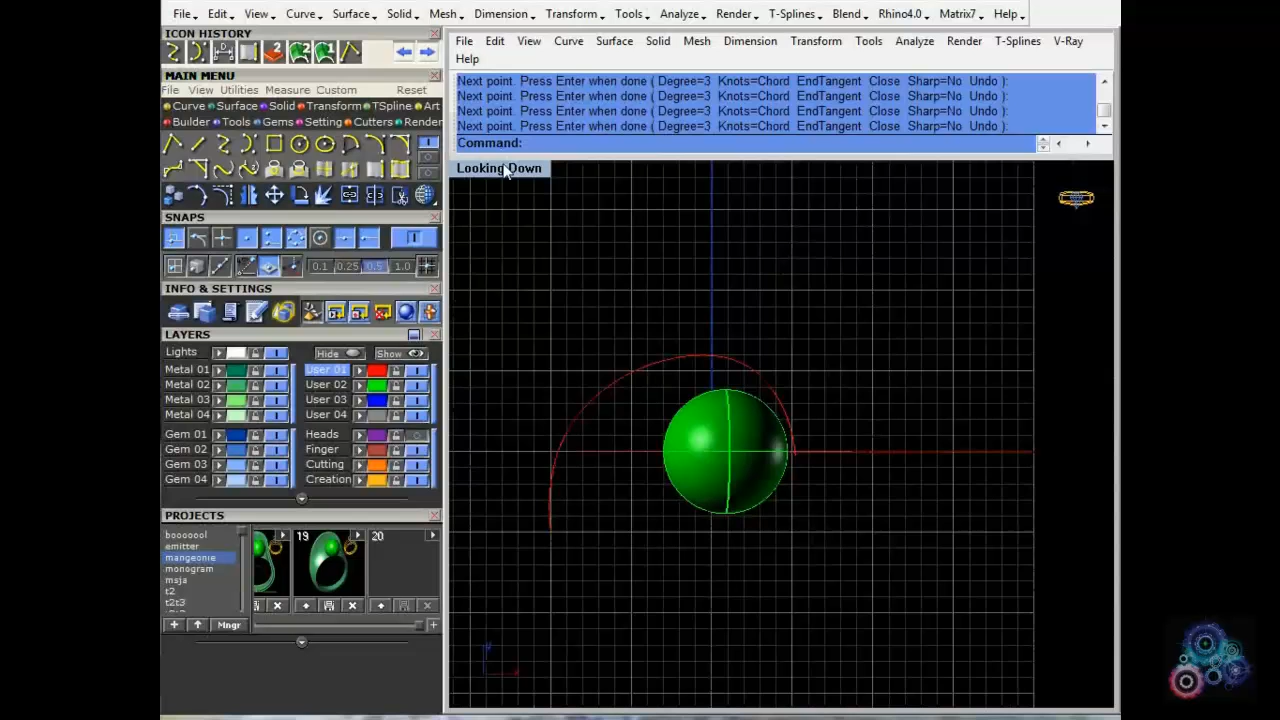 File Edit View Curve Surface Solid Mesh Dimension Transform Tools Analyze Render T-Splines Blend Rhino4.0 Matrix7 Help
ICON HISTORY
2 2 1
MAIN MENU
File View Utilities Measure Custom Reset
Curve Surface Solid Transform TSpline Art
Builder Tools Gems Setting Cutters Render
SNAPS
0.1 0.25 0.5 1.0
INFO & SETTINGS
LAYERS
Lights Hide Show
Metal 01 User 01
Metal 02 User 02
Metal 03 User 03
Metal 04 User 04
Gem 01 Heads
Gem 02 Finger
Gem 03 Cutting
Gem 04 Creation
PROJECTS
booooool
emitter
mangeonie
monogram
msja
t2
t2t3
19 20
Mngr
File Edit View Curve Surface Solid Mesh Dimension Transform Tools Analyze Render T-Splines V-Ray
Help
Next point. Press Enter when done ( Degree=3 Knots=Chord EndTangent Close Sharp=No Undo ):
Next point. Press Enter when done ( Degree=3 Knots=Chord EndTangent Close Sharp=No Undo ):
Next point. Press Enter when done ( Degree=3 Knots=Chord EndTangent Close Sharp=No Undo ):
Next point. Press Enter when done ( Degree=3 Knots=Chord EndTangent Close Sharp=No Undo ):
Command:
Looking Down